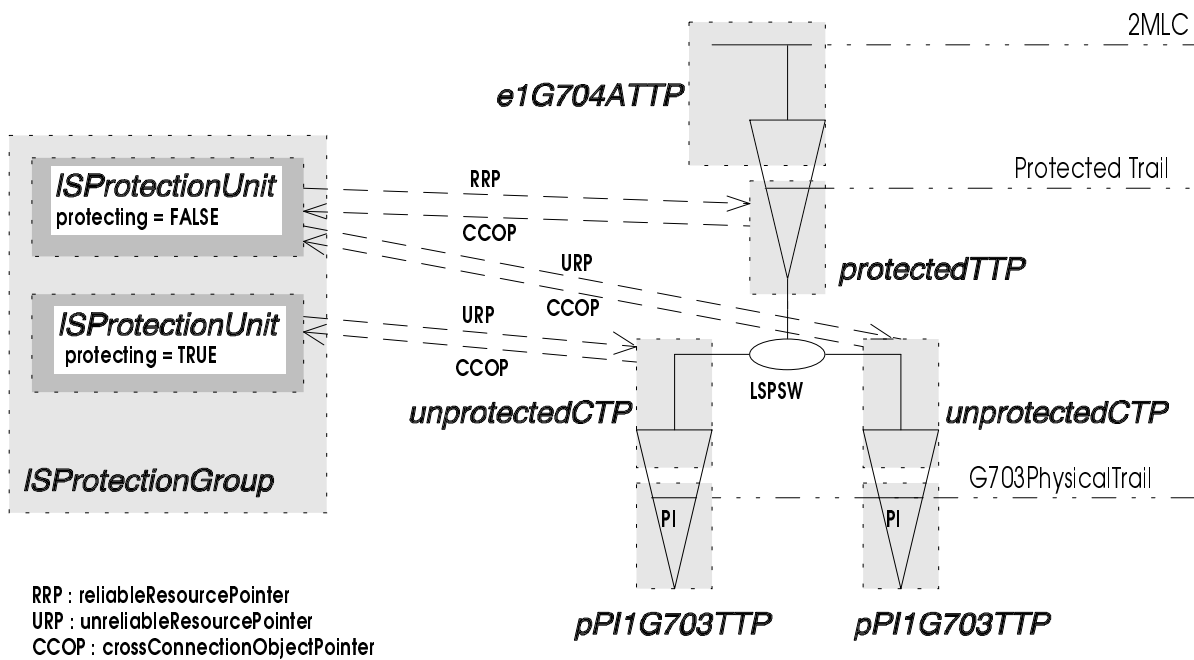 2MLC
e1G704ATTP
ISProtectionUnit
protecting = FALSE
RRP
Protected Trail
CCOP
URP
protectedTTP
ISProtectionUnit
protecting = TRUE
URP
CCOP
CCOP
LSPSW
unprotectedCTP
unprotectedCTP
ISProtectionGroup
G703PhysicalTrail
PI
PI
RRP : reliableResourcePointer
URP : unreliableResourcePointer
CCOP : crossConnectionObjectPointer
pPI1G703TTP
pPI1G703TTP